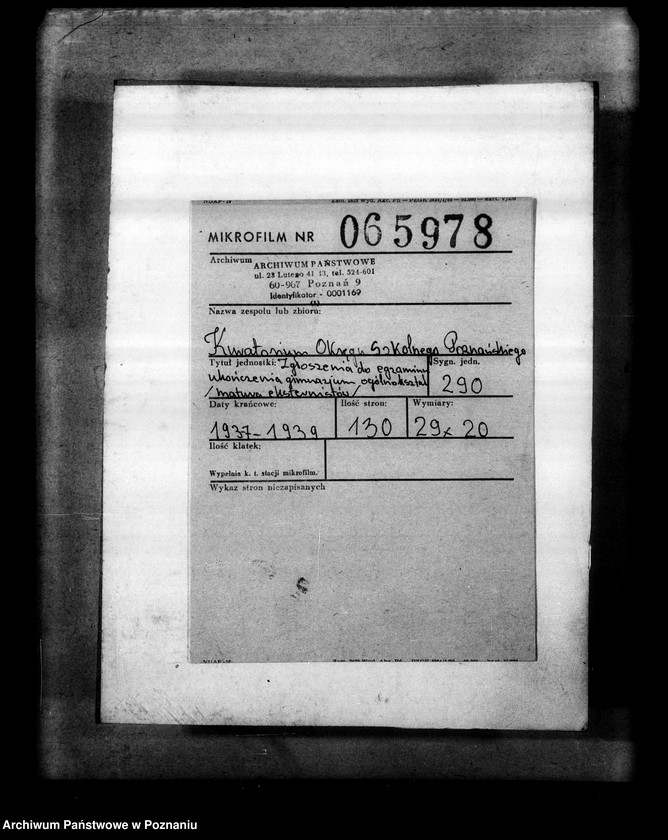 NDAP-
MIKROFILM NR 065978
Archiwum ARCHIWUM PAŃSTWOWE
ul. 23 Lutego 41/43, tel. 524-601
60-967 Poznań 9
Identyfikator - 0001169
Nazwa zespołu lub zbioru:
Kuratorium Okręgu Szkolnego Poznańskiego
Tytuł jednostki: Zgłoszenia do egzaminu
ukończenia gimnazjum ogólnokształ
/matura eksternistów/
Sygn. jedn.
290
Daty krańcowe:
1937-1939
Ilość stron:
130
Wymiary:
29x20
Ilość klatek:
Wypełnia k. t. stacji mikrofilm.
Wykaz stron niezapisanych
Archiwum Państwowe w Poznaniu